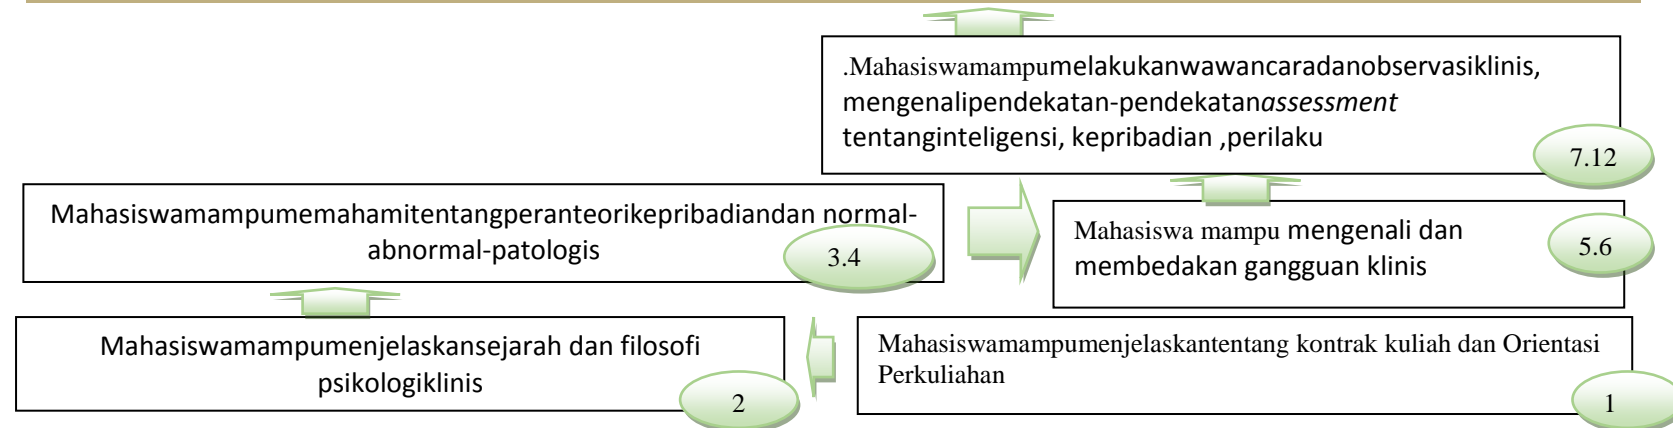 .Mahasiswamampumelakukanwawancaradanobservasiklinis,
mengenalipendekatan-pendekatanassessment
tentanginteligensi, kepribadian ,perilaku
7.12
Mahasiswamampumemahamitentangperanteorikepribadiandan normal-
abnormal-patologis
3.4
Mahasiswa mampu mengenali dan
membedakan gangguan klinis
5.6
Mahasiswamampumenjelaskansejarah dan filosofi
psikologiklinis
2
Mahasiswamampumenjelaskantentang kontrak kuliah dan Orientasi
Perkuliahan
1